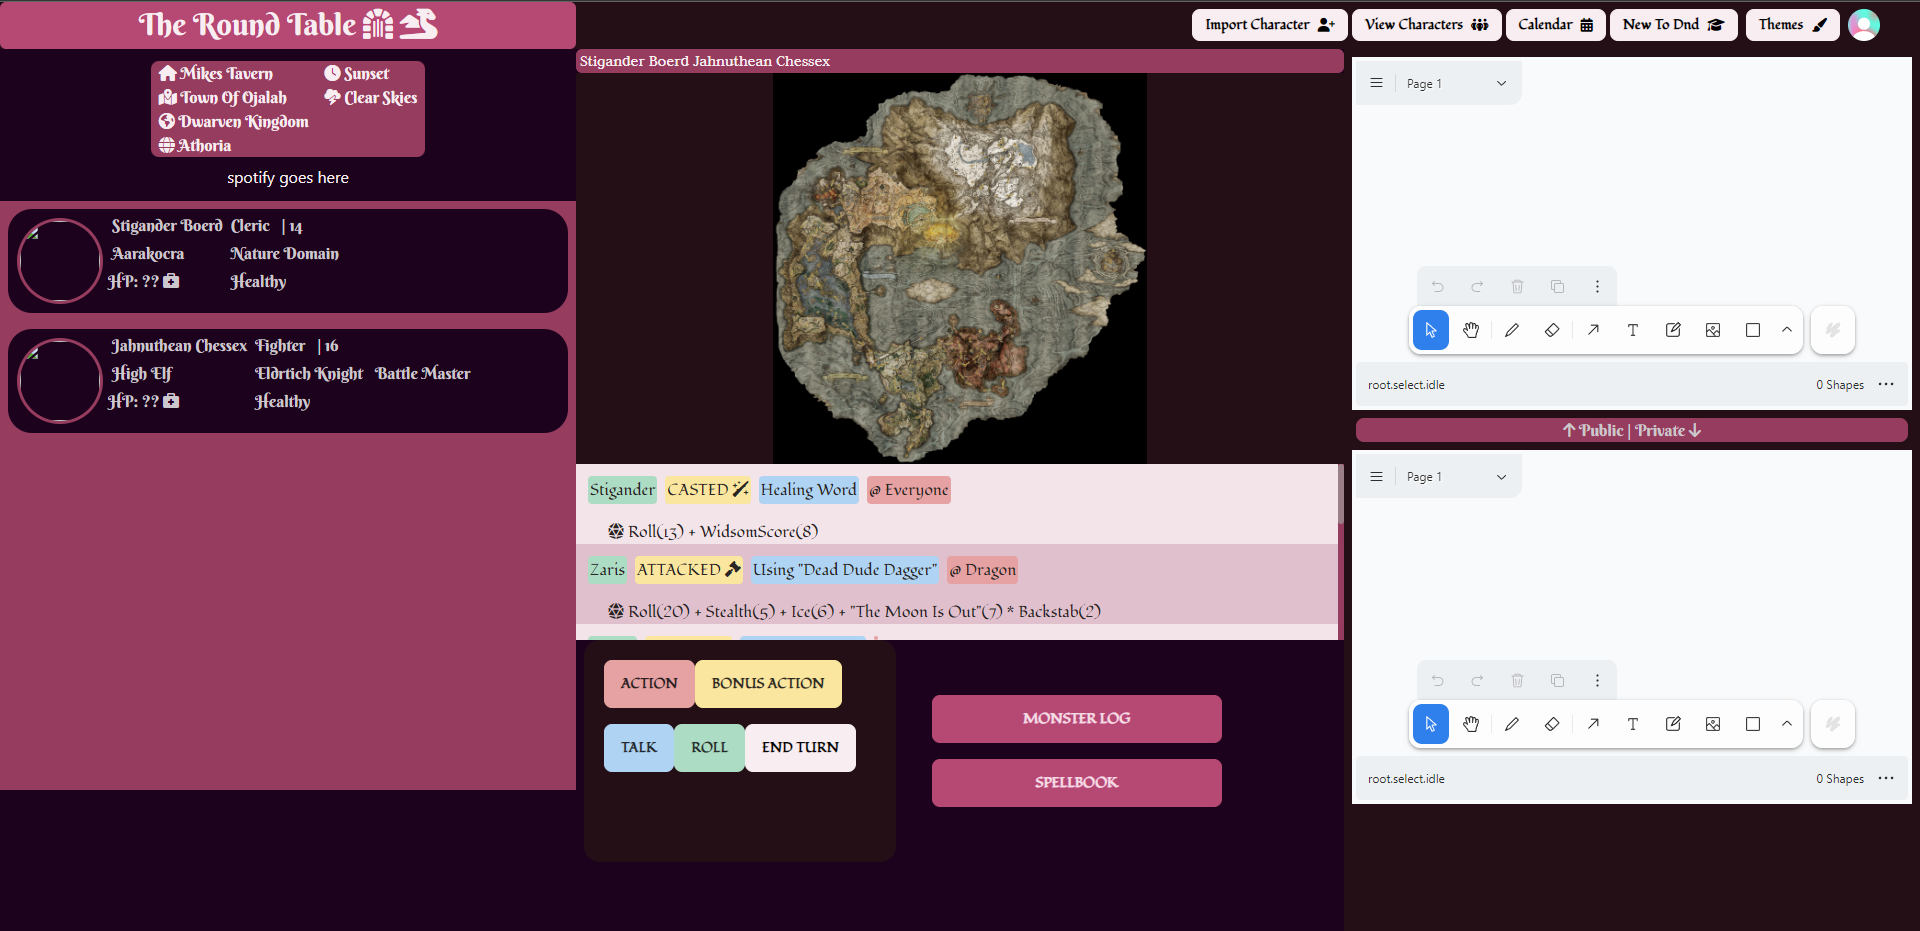 The Round Table
Import Character
View Characters
Calendar
New To Dnd
Themes
Mikes Tavern
Sunset
Town Of Ojalah
Clear Skies
Dwarven Kingdom
Athoria
spotify goes here
Stigander Boerd Cleric | 14
Aarakocra Nature Domain
HP: ?? Healthy
Jahnuthean Chessex Fighter | 16
High Elf Eldrtich Knight Battle Master
HP: ?? Healthy
Stigander Boerd Jahnuthean Chessex
Stigander CASTED Healing Word @ Everyone
Roll(13) + WidsomScore(8)
Zaris ATTACKED Using "Dead Dude Dagger" @ Dragon
Roll(20) + Stealth(5) + Ice(6) + "The Moon Is Out"(7) * Backstab(2)
ACTION BONUS ACTION
TALK ROLL END TURN
MONSTER LOG
SPELLBOOK
Page 1
T
root.select.idle 0 Shapes
Public | Private
Page 1
T
root.select.idle 0 Shapes